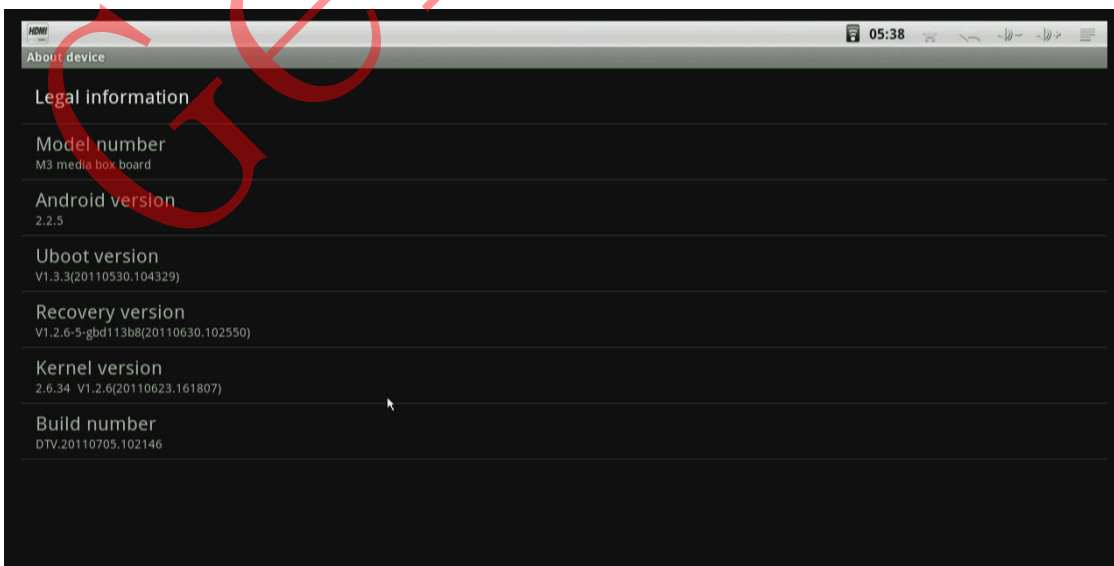 HDMI
05:38
About device
Legal information
Model number
M3 media box board
Android version
2.2.5
Uboot version
V1.3.3(20110530.104329)
Recovery version
V1.2.6-5-gbd113b8(20110630.102550)
Kernel version
2.6.34 V1.2.6(20110623.161807)
Build number
DTV.20110705.102146